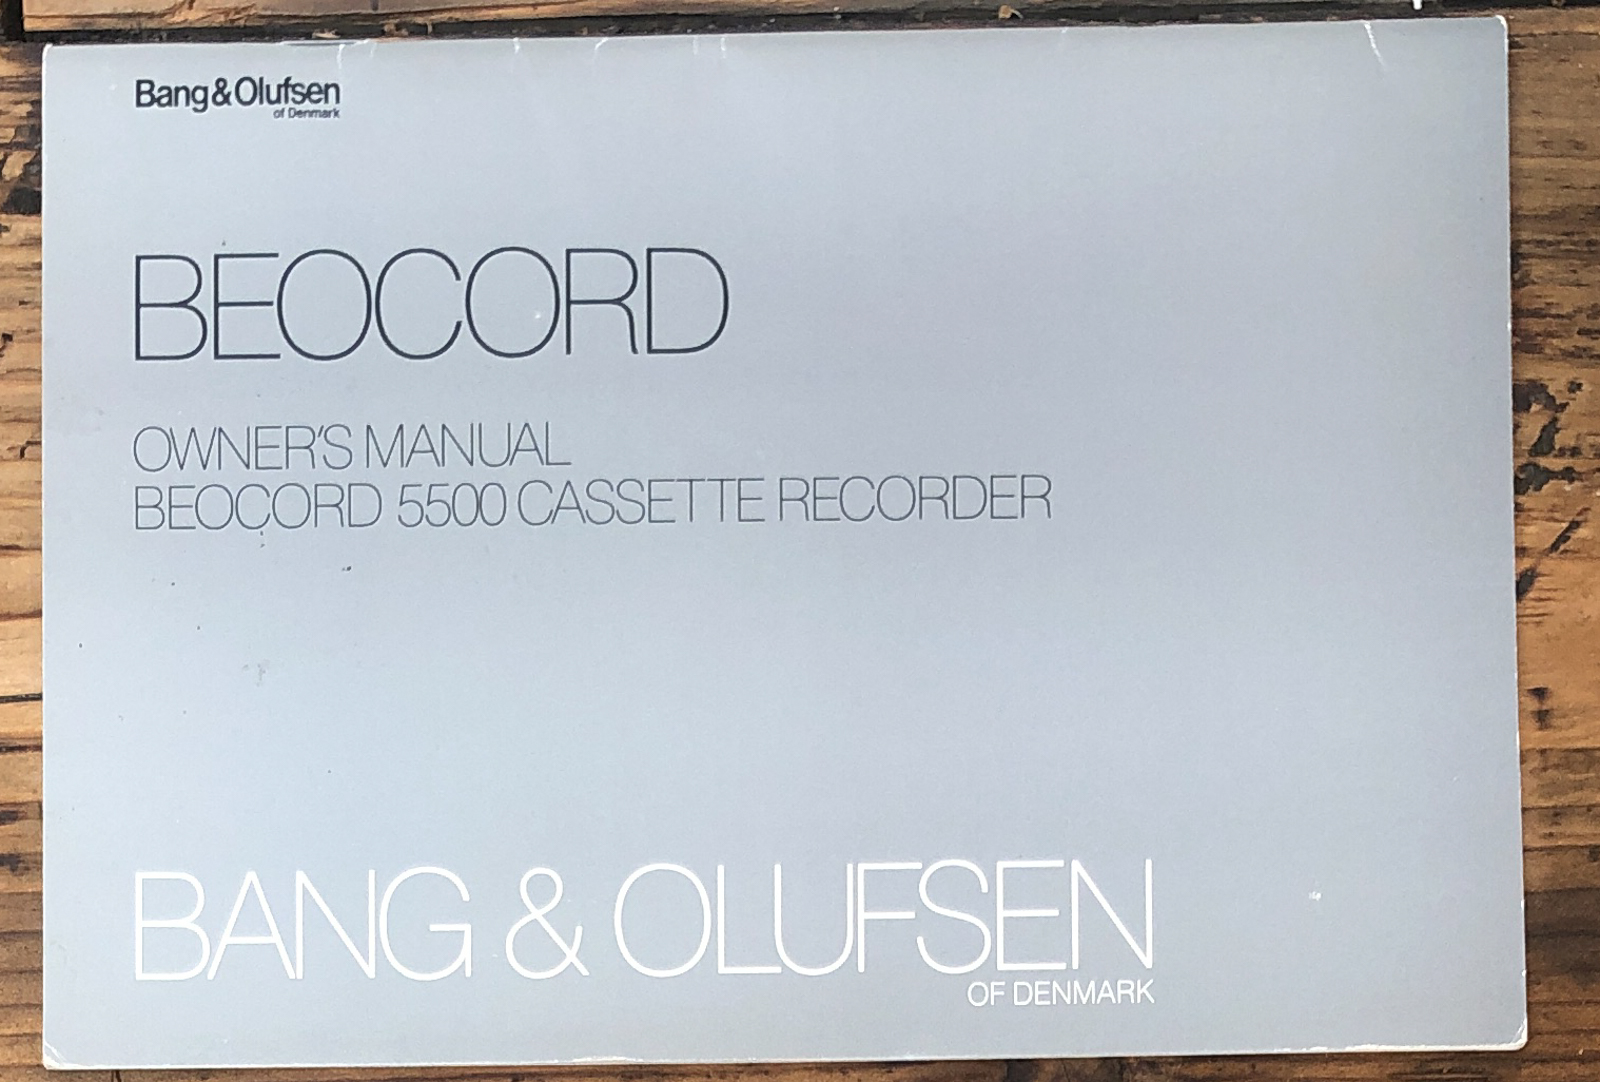 Bang&Olufsen
of Denmark
BEOCORD
OWNER'S MANUAL
BEOCORD 5500 CASSETTE RECORDER
BANG & OLUFSEN
OF DENMARK